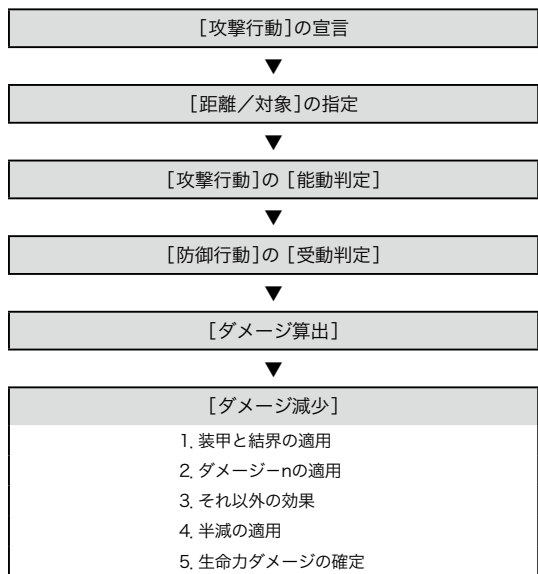 [攻撃行動]の宣言
▼
[距離／対象]の指定
▼
[攻撃行動]の [能動判定]
▼
[防御行動]の [受動判定]
▼
[ダメージ算出]
▼
[ダメージ減少]
1. 装甲と結界の適用
2. ダメージ－nの適用
3. それ以外の効果
4. 半減の適用
5. 生命力ダメージの確定